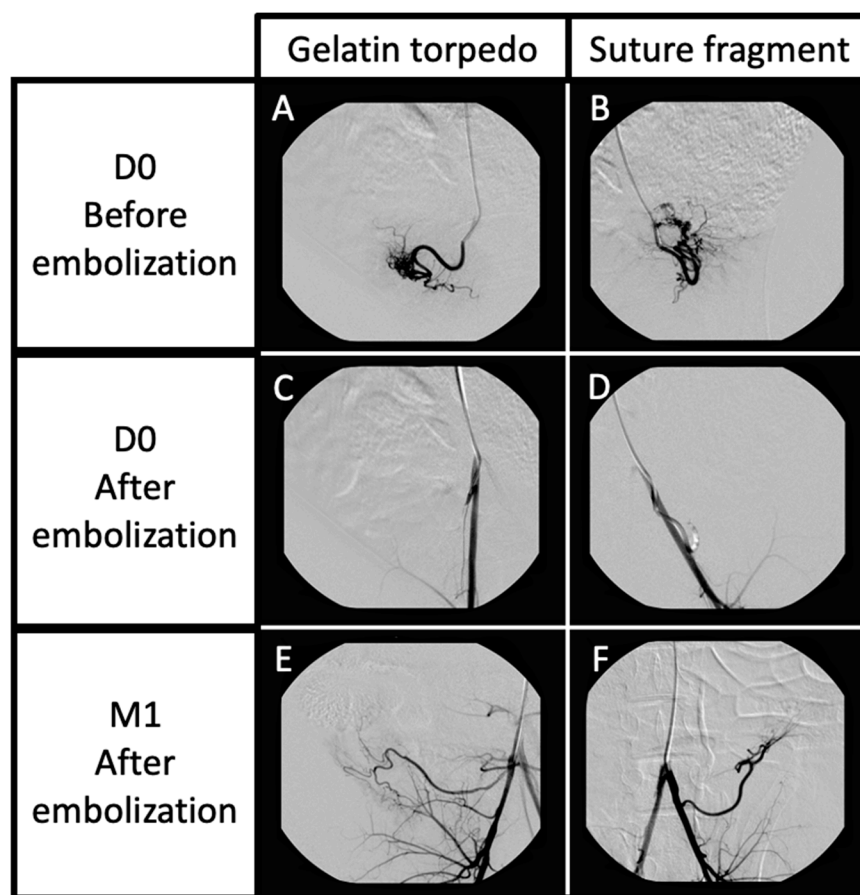 Gelatin torpedo
Suture fragment
D0
Before
embolization
A
B
D0
After
embolization
C
D
M1
After
embolization
E
F